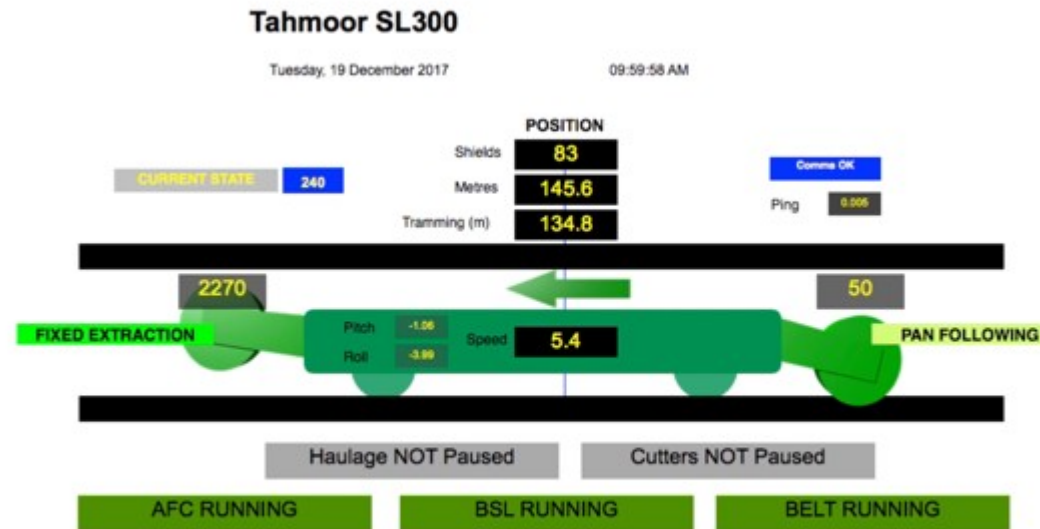 Tahmoor SL300
Tuesday, 19 December 2017 09:59:58 AM
POSITION
Shields 83
CURRENT STATE 240
Metres 145.6
Comms OK
Tramming (m) 134.8
Ping 0.005
2270
50
FIXED EXTRACTION
Pitch -1.06
Roll -3.99
Speed 5.4
PAN FOLLOWING
Haulage NOT Paused
Cutters NOT Paused
AFC RUNNING
BSL RUNNING
BELT RUNNING